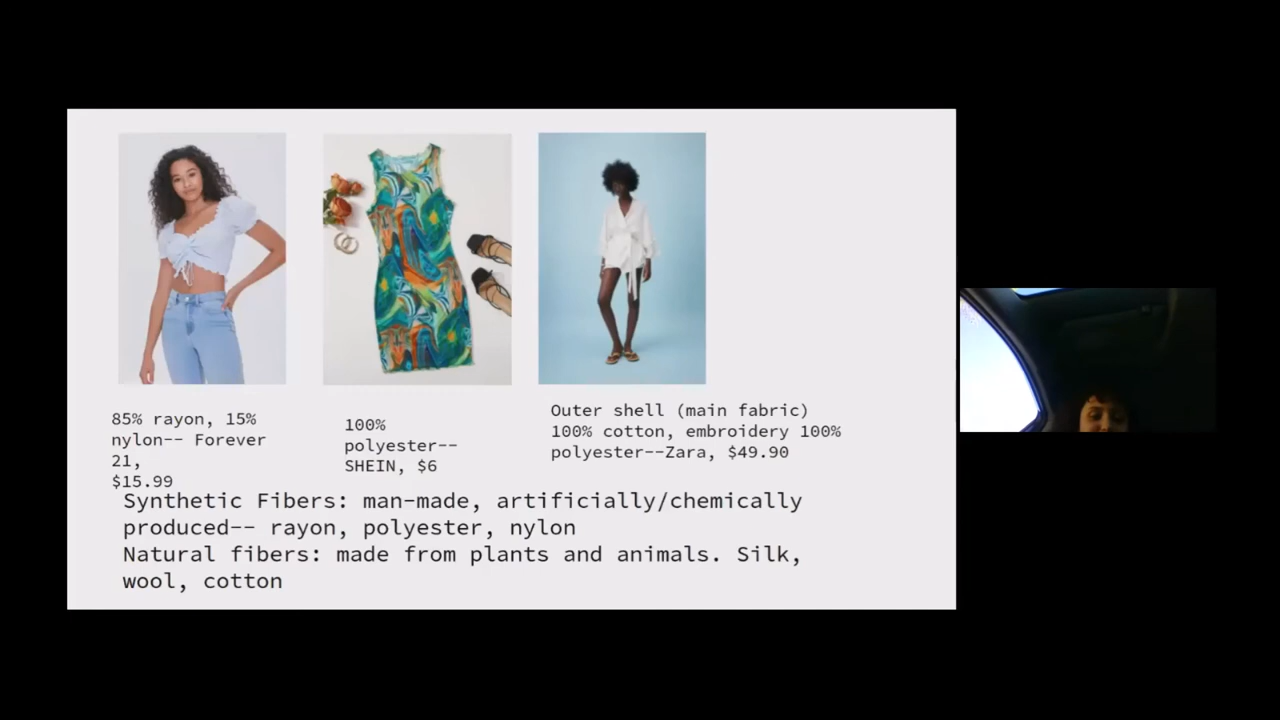 85% rayon, 15%
nylon-- Forever
21,
$15.99
100%
polyester--
SHEIN, $6
Outer shell (main fabric)
100% cotton, embroidery 100%
polyester--Zara, $49.90
Synthetic Fibers: man-made, artificially/chemically
produced-- rayon, polyester, nylon
Natural fibers: made from plants and animals. Silk,
wool, cotton